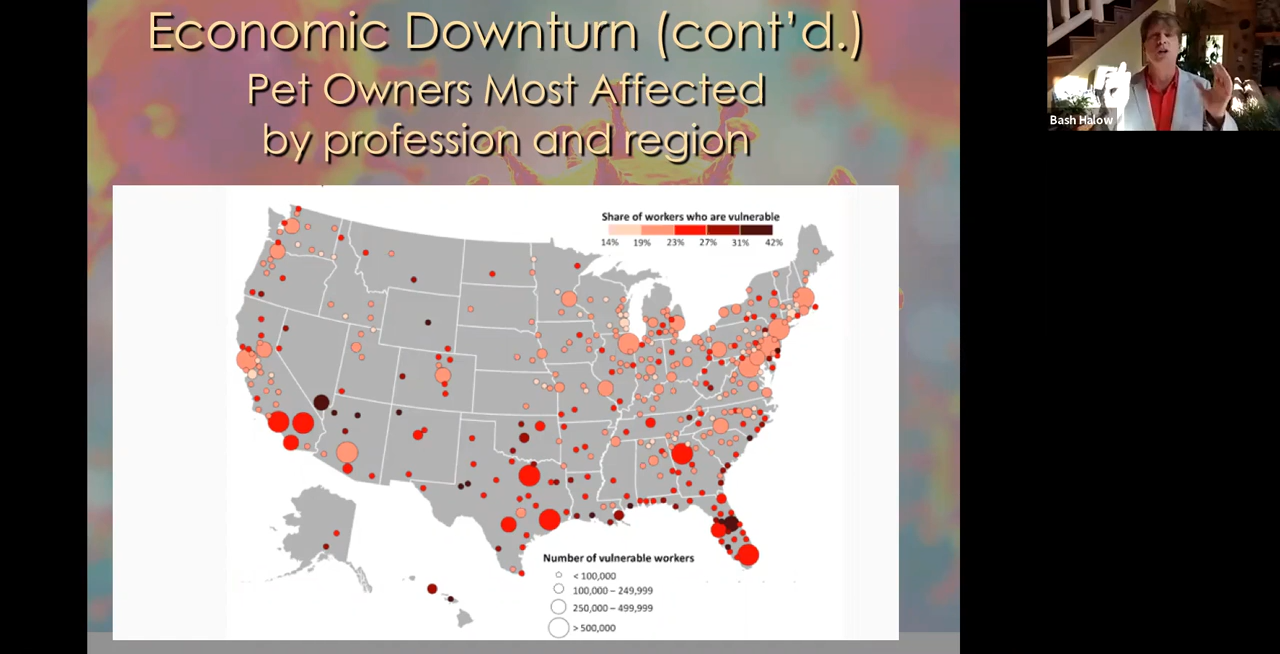 Economic Downturn (cont’d.)
Pet Owners Most Affected
by profession and region
Bash Halow
Share of workers who are vulnerable
14% 19% 23% 27% 31% 42%
Number of vulnerable workers
< 100,000
100,000 – 249,999
250,000 – 499,999
> 500,000